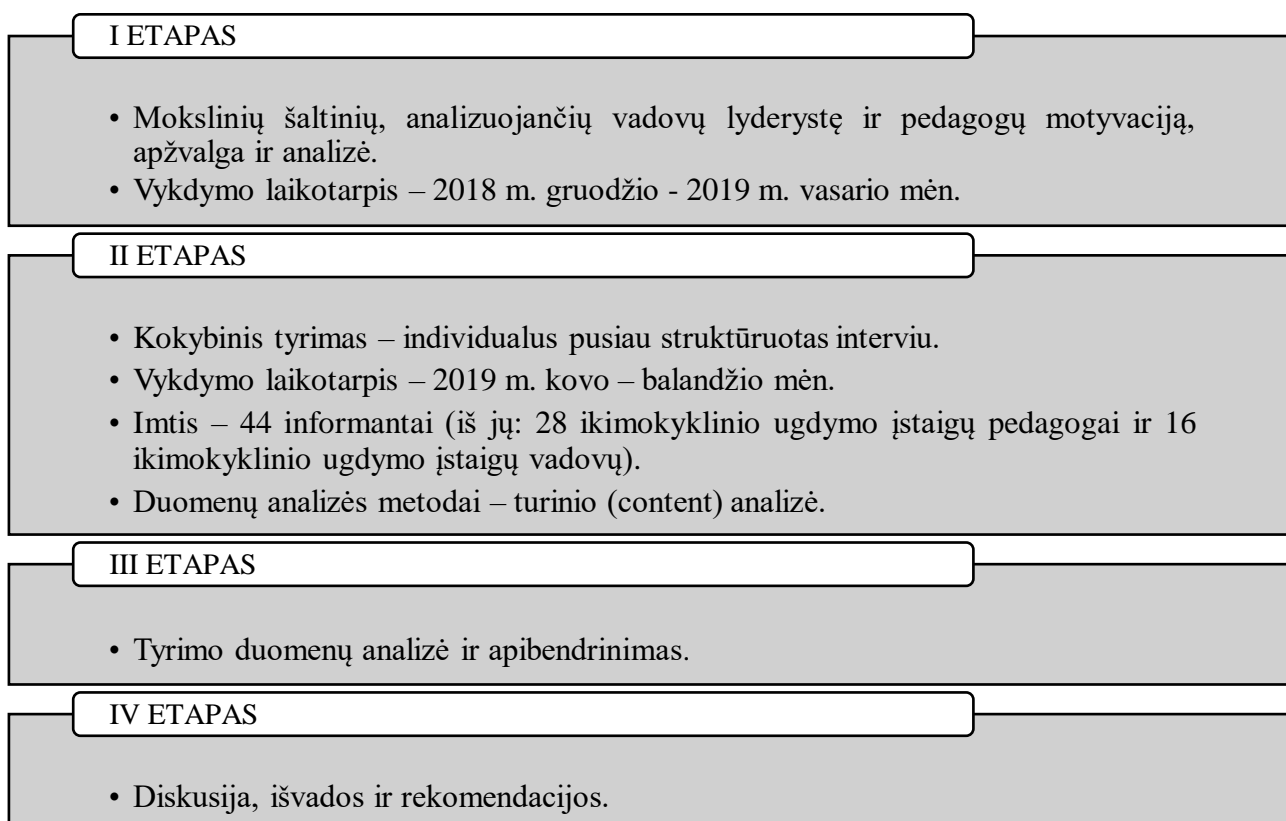 I ETAPAS
• Mokslinių šaltinių, analizuojančių vadovų lyderystę ir pedagogų motyvaciją,
apžvalga ir analizė.
• Vykdymo laikotarpis – 2018 m. gruodžio - 2019 m. vasario mėn.
II ETAPAS
• Kokybinis tyrimas – individualus pusiau struktūruotas interviu.
• Vykdymo laikotarpis – 2019 m. kovo – balandžio mėn.
• Imtis – 44 informantai (iš jų: 28 ikimokyklinio ugdymo įstaigų pedagogai ir 16
ikimokyklinio ugdymo įstaigų vadovų).
• Duomenų analizės metodai – turinio (content) analizė.
III ETAPAS
• Tyrimo duomenų analizė ir apibendrinimas.
IV ETAPAS
• Diskusija, išvados ir rekomendacijos.